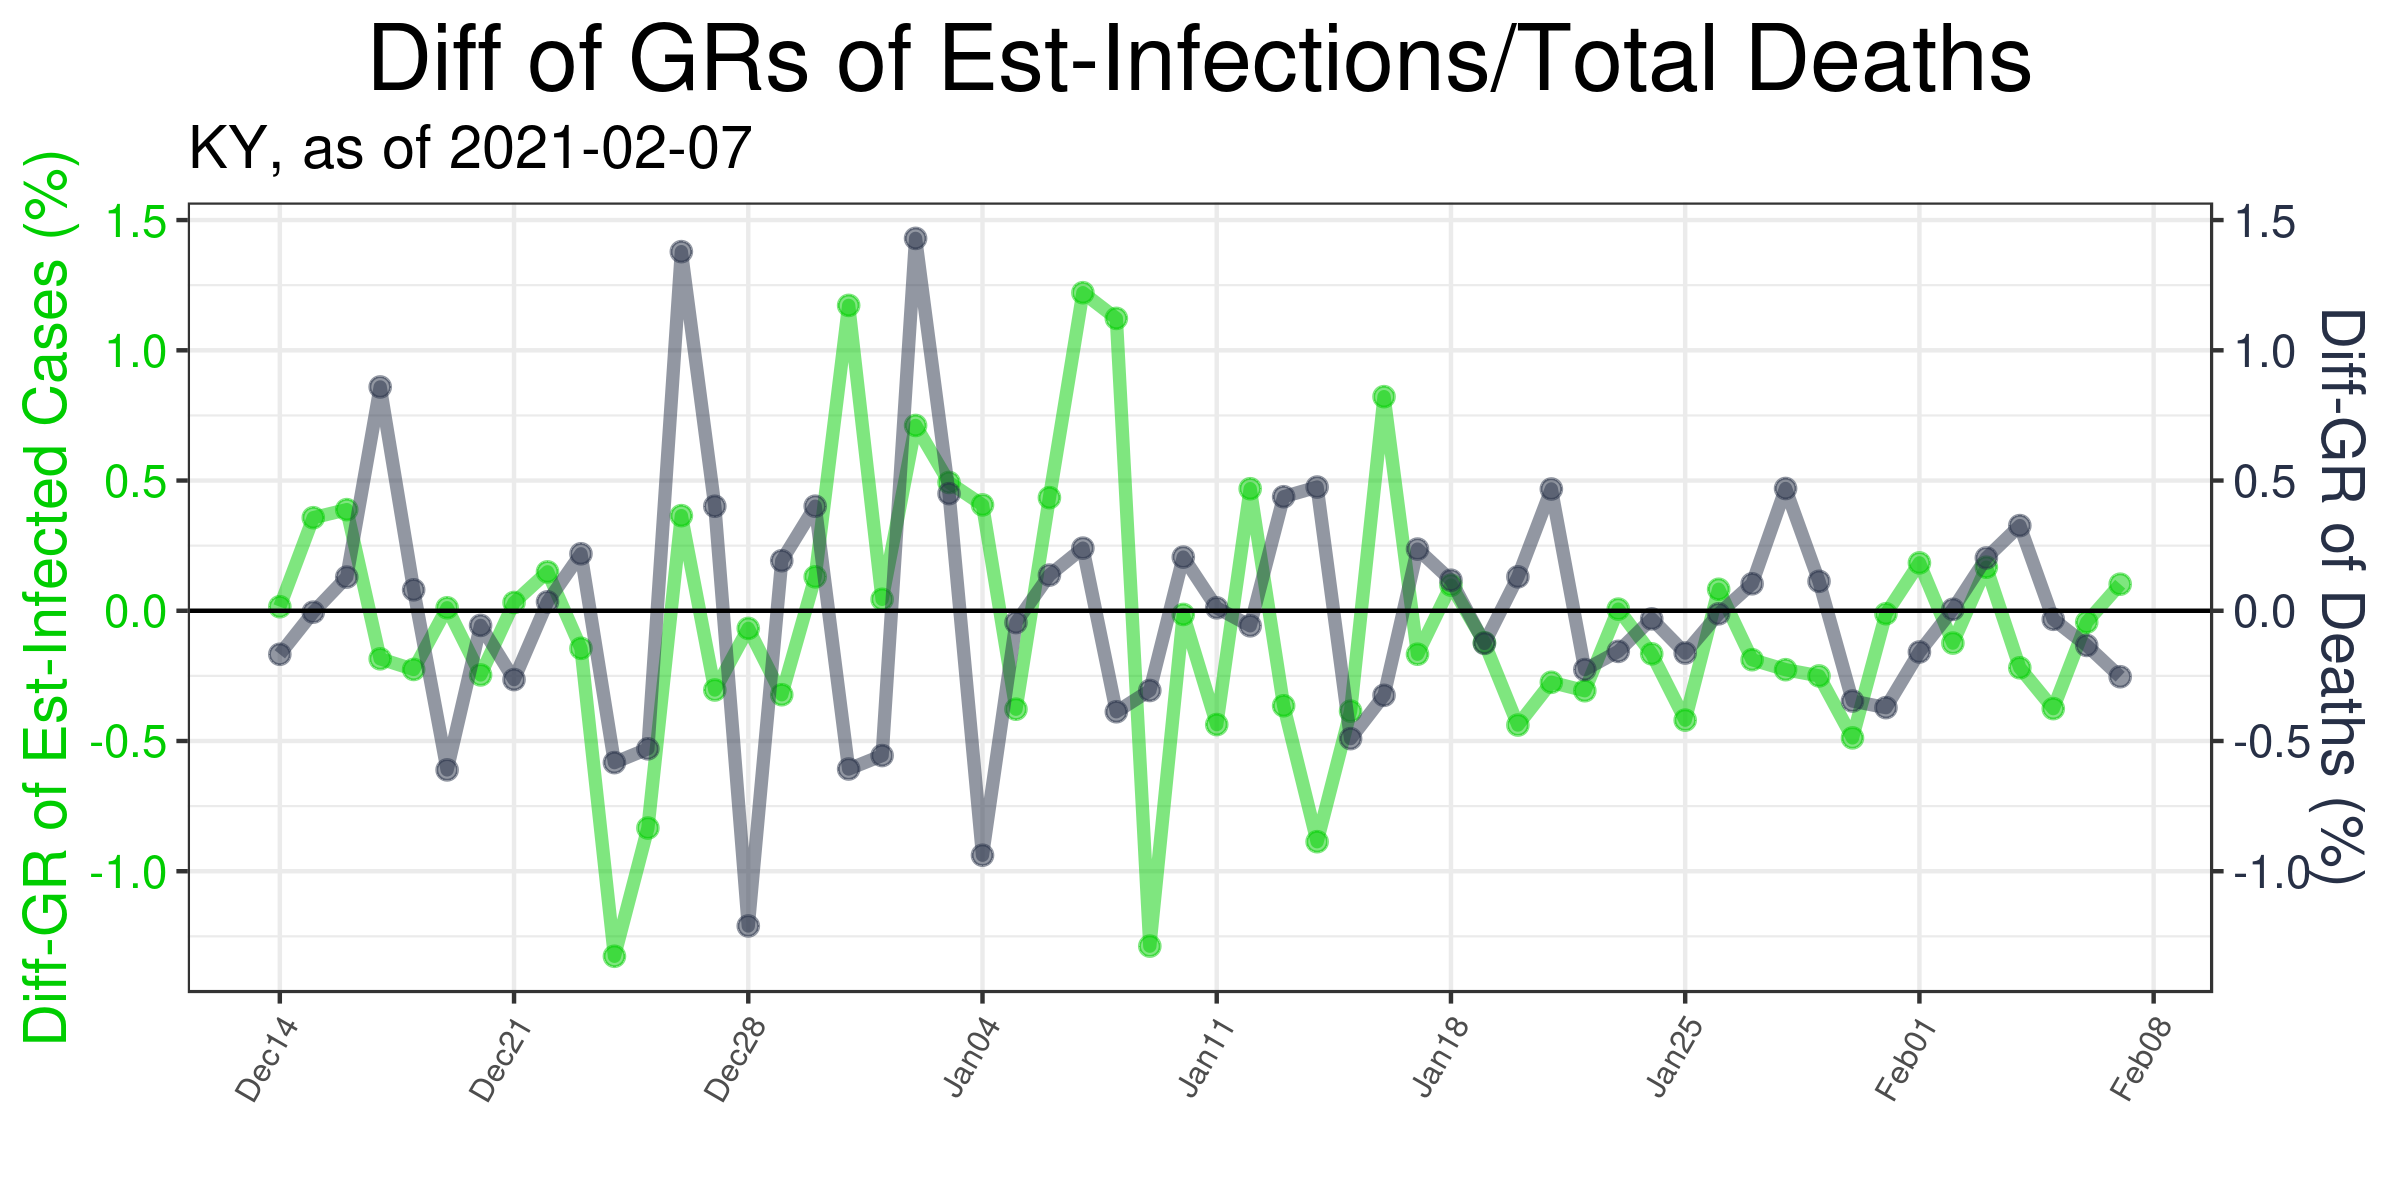 Diff of GRs of Est-Infections/Total Deaths
KY, as of 2021-02-07
Diff-GR of Est-Infected Cases (%)
1.5
1.0
0.5
0.0
-0.5
-1.0
1.5
1.0
0.5
0.0
-0.5
-1.0
Diff-GR of Deaths (%)
Dec14
Dec21
Dec28
Jan04
Jan11
Jan18
Jan25
Feb01
Feb08